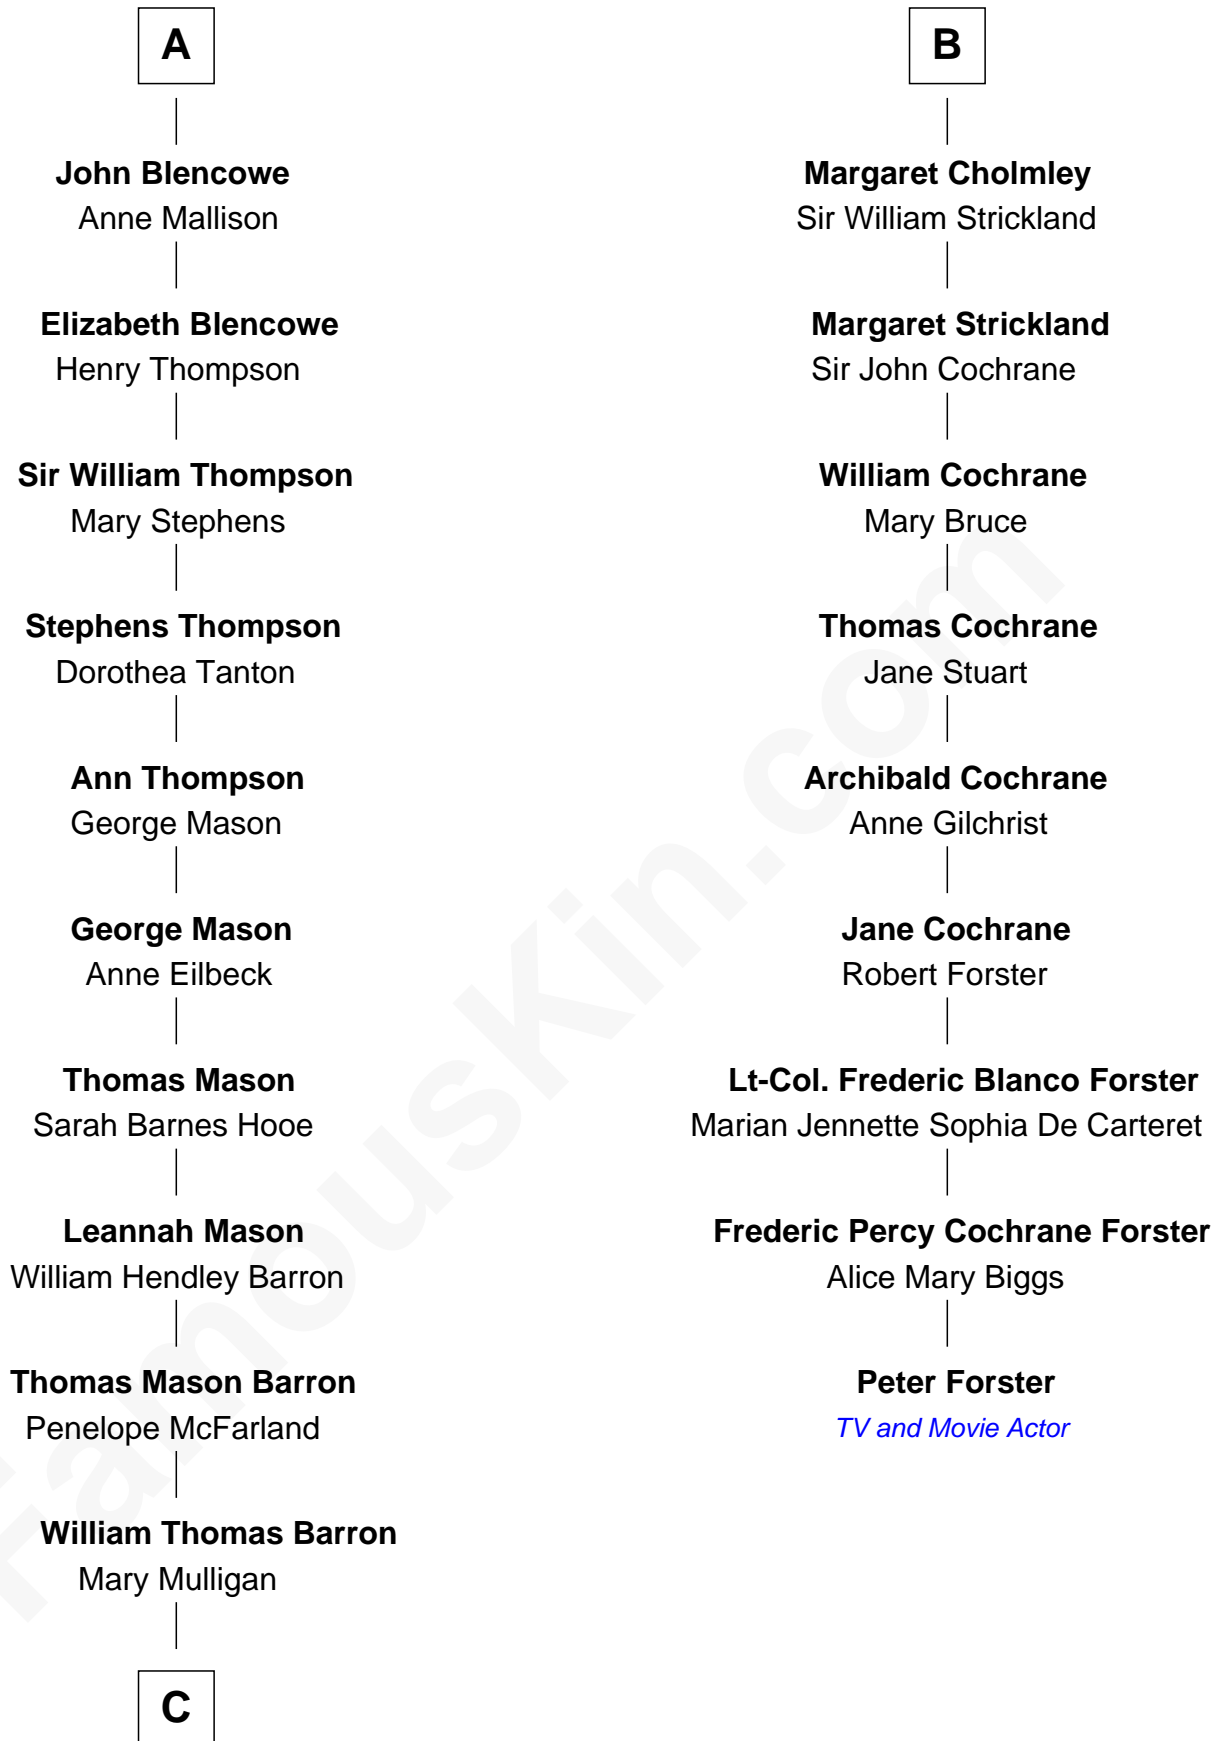 A
John Blencowe
Anne Mallison
Elizabeth Blencowe
Henry Thompson
Sir William Thompson
Mary Stephens
Stephens Thompson
Dorothea Tanton
Ann Thompson
George Mason
George Mason
Anne Eilbeck
Thomas Mason
Sarah Barnes Hooe
Leannah Mason
William Hendley Barron
Thomas Mason Barron
Penelope McFarland
William Thomas Barron
Mary Mulligan
C
B
Margaret Cholmley
Sir William Strickland
Margaret Strickland
Sir John Cochrane
William Cochrane
Mary Bruce
Thomas Cochrane
Jane Stuart
Archibald Cochrane
Anne Gilchrist
Jane Cochrane
Robert Forster
Lt-Col. Frederic Blanco Forster
Marian Jennette Sophia De Carteret
Frederic Percy Cochrane Forster
Alice Mary Biggs
Peter Forster
TV and Movie Actor
FamousKin.com